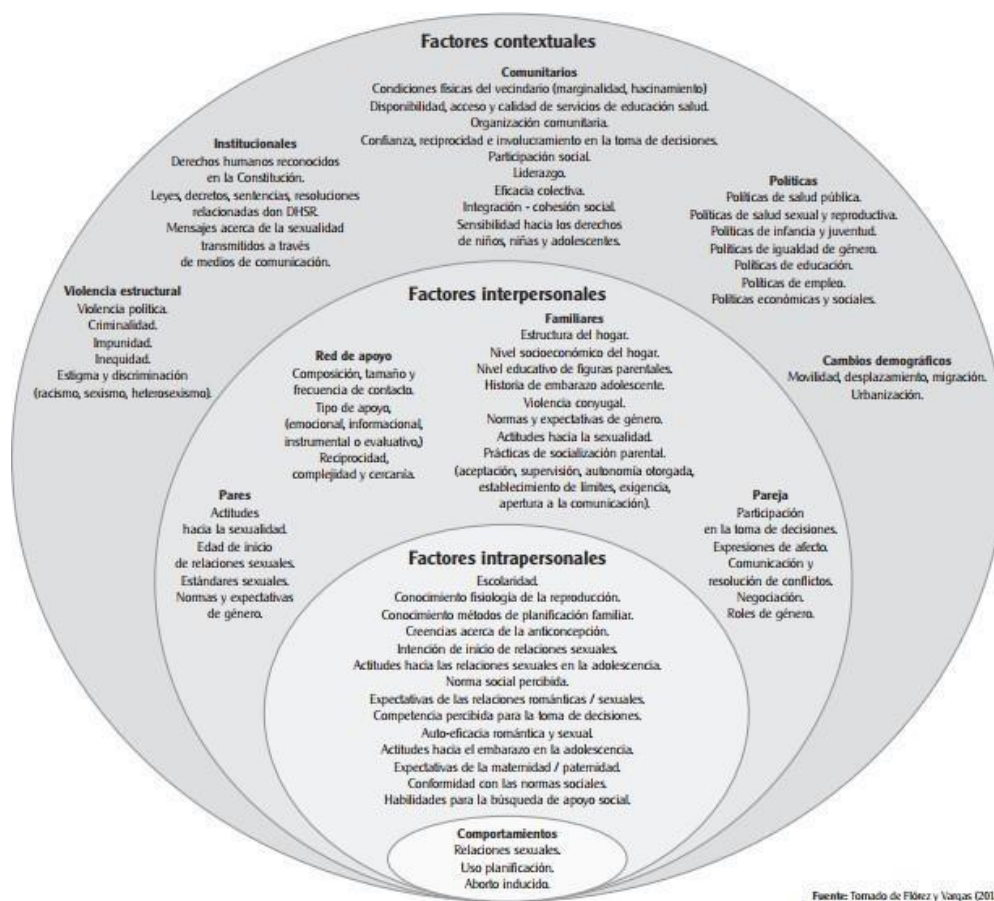 Factores contextuales
Comunitarios
Condiciones físicas del vecindario (marginalidad, hacinamiento)
Disponibilidad, acceso y calidad de servicios de educación salud.
Organización comunitaria.
Confianza, reciprocidad e involucramiento en la toma de decisiones.
Participación social.
Liderazgo.
Eficacia colectiva.
Integración - cohesión social.
Sensibilidad hacia los derechos
de niños, niñas y adolescentes.
Institucionales
Derechos humanos reconocidos
en la Constitución.
Leyes, decretos, sentencias, resoluciones
relacionadas don DHSR.
Mensajes acerca de la sexualidad
transmitidos a través
de medios de comunicación.
Políticas
Políticas de salud pública.
Políticas de salud sexual y reproductiva.
Políticas de infancia y juventud.
Políticas de igualdad de género.
Políticas de educación.
Políticas de empleo.
Políticas económicas y sociales.
Violencia estructural
Violencia política.
Criminalidad.
Impunidad.
Inequidad.
Estigma y discriminación
(racismo, sexismo, heterosexismo).
Cambios demográficos
Movilidad, desplazamiento, migración.
Urbanización.
Factores interpersonales
Familiares
Estructura del hogar.
Nivel socioeconómico del hogar.
Nivel educativo de figuras parentales.
Historia de embarazo adolescente.
Violencia conyugal.
Normas y expectativas de género.
Actitudes hacia la sexualidad.
Prácticas de socialización parental.
(aceptación, supervisión, autonomía otorgada,
establecimiento de límites, exigencia,
apertura a la comunicación).
Red de apoyo
Composición, tamaño y
frecuencia de contacto.
Tipo de apoyo,
(emocional, informacional,
instrumental o evaluativo,)
Reciprocidad,
complejidad y cercanía.
Pares
Actitudes
hacia la sexualidad.
Edad de inicio
de relaciones sexuales.
Estándares sexuales.
Normas y expectativas
de género.
Pareja
Participación
en la toma de decisiones.
Expresiones de afecto.
Comunicación y
resolución de conflictos.
Negociación.
Roles de género.
Factores intrapersonales
Escolaridad.
Conocimiento fisiología de la reproducción.
Conocimiento métodos de planificación familiar.
Creencias acerca de la anticoncepción.
Intención de inicio de relaciones sexuales.
Actitudes hacia las relaciones sexuales en la adolescencia.
Norma social percibida.
Expectativas de las relaciones románticas / sexuales.
Competencia percibida para la toma de decisiones.
Auto-eficacia romántica y sexual.
Actitudes hacia el embarazo en la adolescencia.
Expectativas de la maternidad / paternidad.
Conformidad con las normas sociales.
Habilidades para la búsqueda de apoyo social.
Comportamientos
Relaciones sexuales.
Uso planificación.
Aborto inducido.
Fuente: Tomado de Flórez y Vargas (201